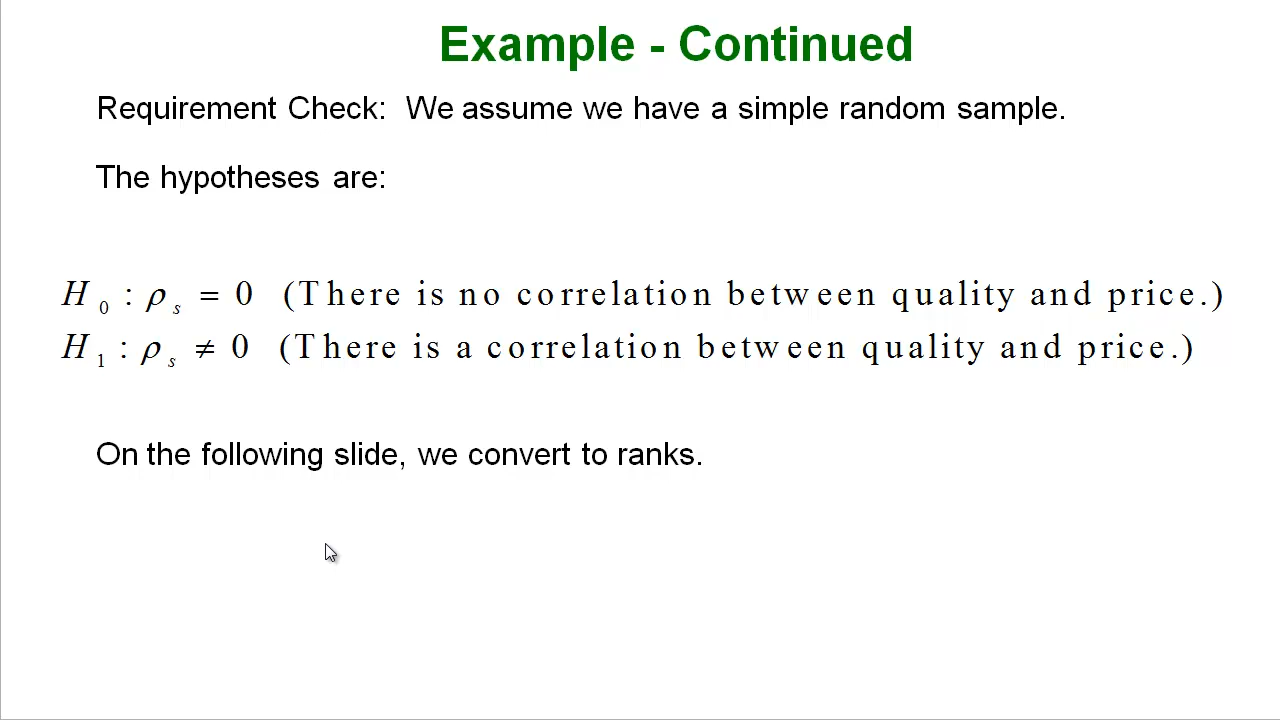 Example - Continued
Requirement Check: We assume we have a simple random sample.
The hypotheses are:
H₀ : ρₛ = 0 (There is no correlation between quality and price.)
H₁ : ρₛ ≠ 0 (There is a correlation between quality and price.)
On the following slide, we convert to ranks.